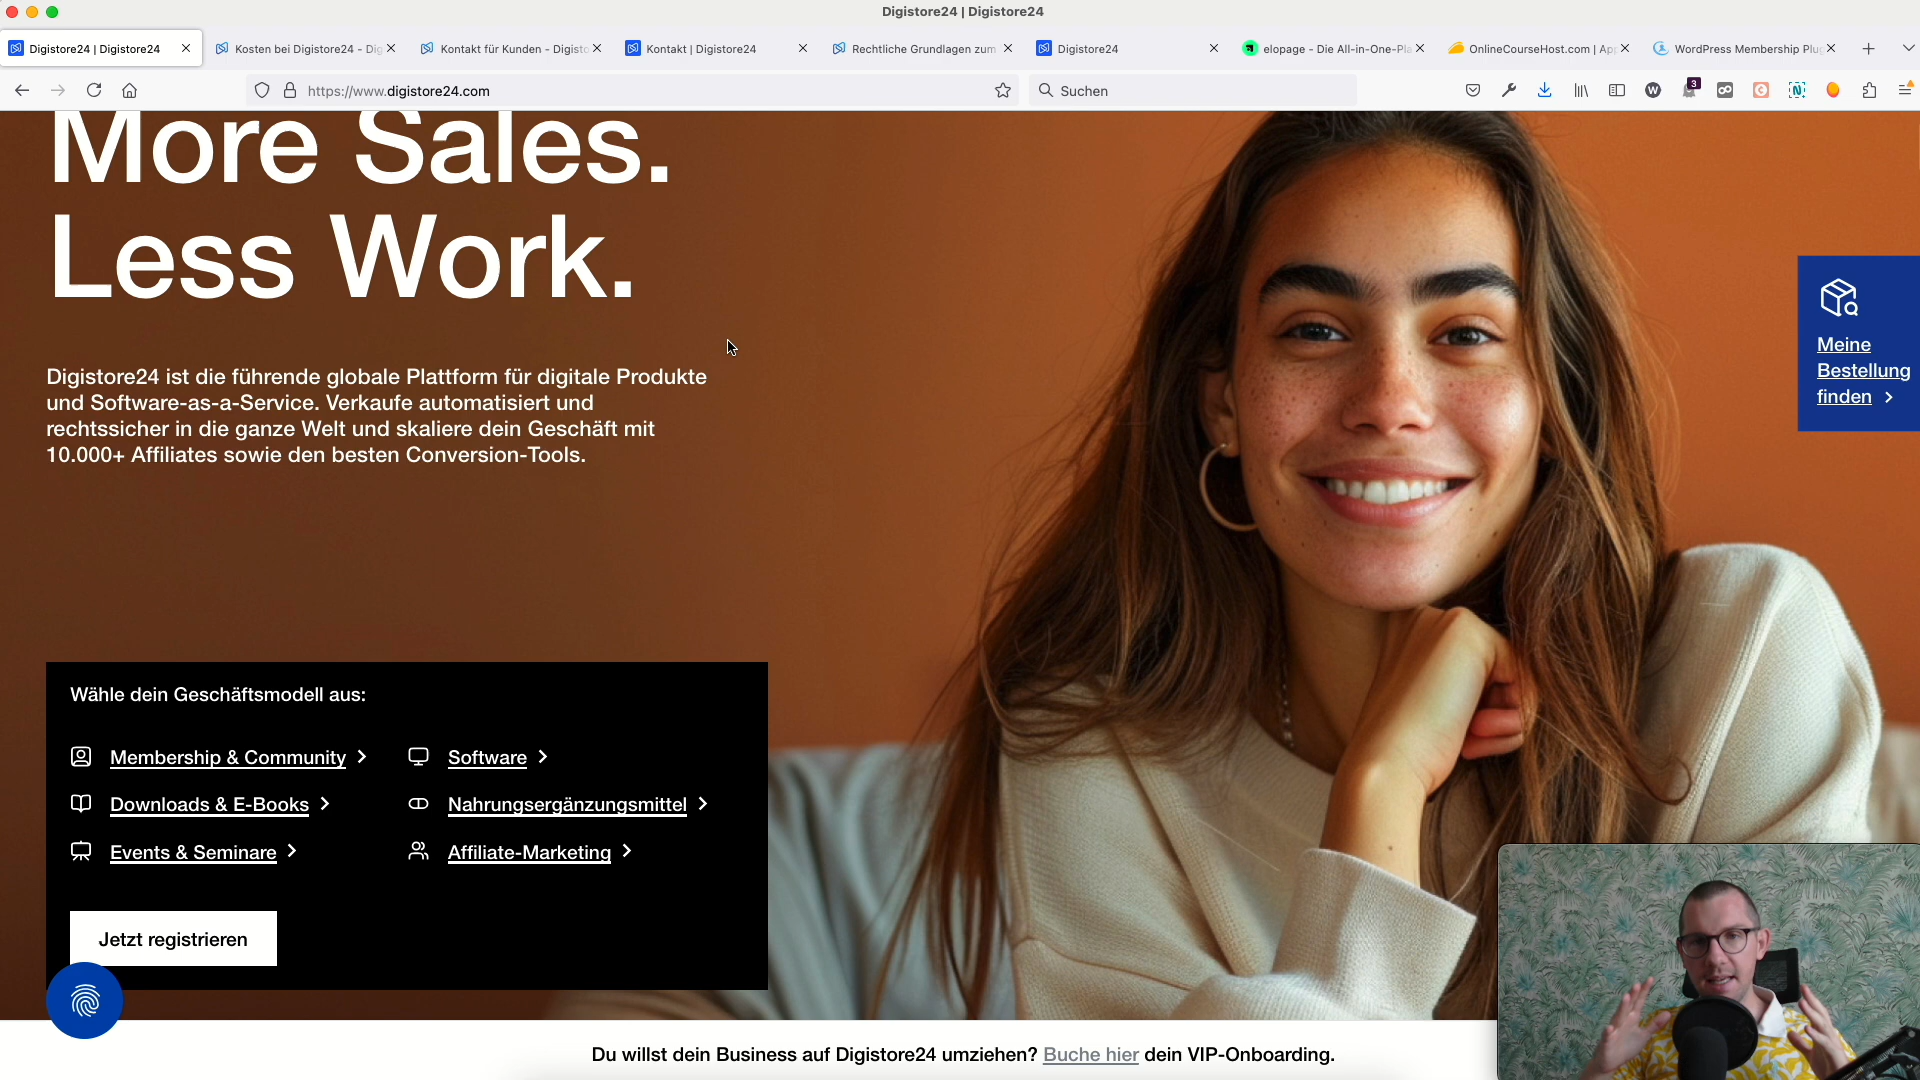 Digistore24 | Digistore24
Digistore24 | Digistore24
Kosten bei Digistore24 - Dig
Kontakt für Kunden - Digisto
Kontakt | Digistore24
Rechtliche Grundlagen zum
Digistore24
elopage - Die All-in-One-Pla
OnlineCourseHost.com | App
WordPress Membership Plug
https://www.digistore24.com
Suchen
3
More Sales.
Less Work.
Digistore24 ist die führende globale Plattform für digitale Produkte
und Software-as-a-Service. Verkaufe automatisiert und
rechtssicher in die ganze Welt und skaliere dein Geschäft mit
10.000+ Affiliates sowie den besten Conversion-Tools.
Meine
Bestellung
finden
Wähle dein Geschäftsmodell aus:
Membership & Community
Software
Downloads & E-Books
Nahrungsergänzungsmittel
Events & Seminare
Affiliate-Marketing
Jetzt registrieren
Du willst dein Business auf Digistore24 umziehen? Buche hier dein VIP-Onboarding.